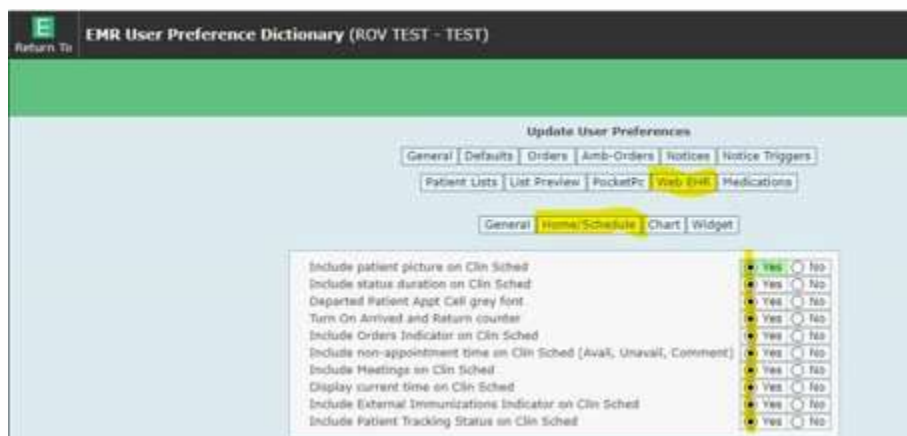 E
Return To
EMR User Preference Dictionary (ROV TEST - TEST)
Update User Preferences
General Defaults Orders Amb-Orders Notices Notice Triggers
Patient Lists List Preview PocketPc Web EHR Medications
General Home/Schedule Chart Widget
Include patient picture on Clin Sched Yes No
Include status duration on Clin Sched Yes No
Departed Patient Appt Cell grey font Yes No
Turn On Arrived and Return counter Yes No
Include Orders Indicator on Clin Sched Yes No
Include non-appointment time on Clin Sched (Avail, Unavail, Comment) Yes No
Include Meetings on Clin Sched Yes No
Display current time on Clin Sched Yes No
Include External Immunizations Indicator on Clin Sched Yes No
Include Patient Tracking Status on Clin Sched Yes No